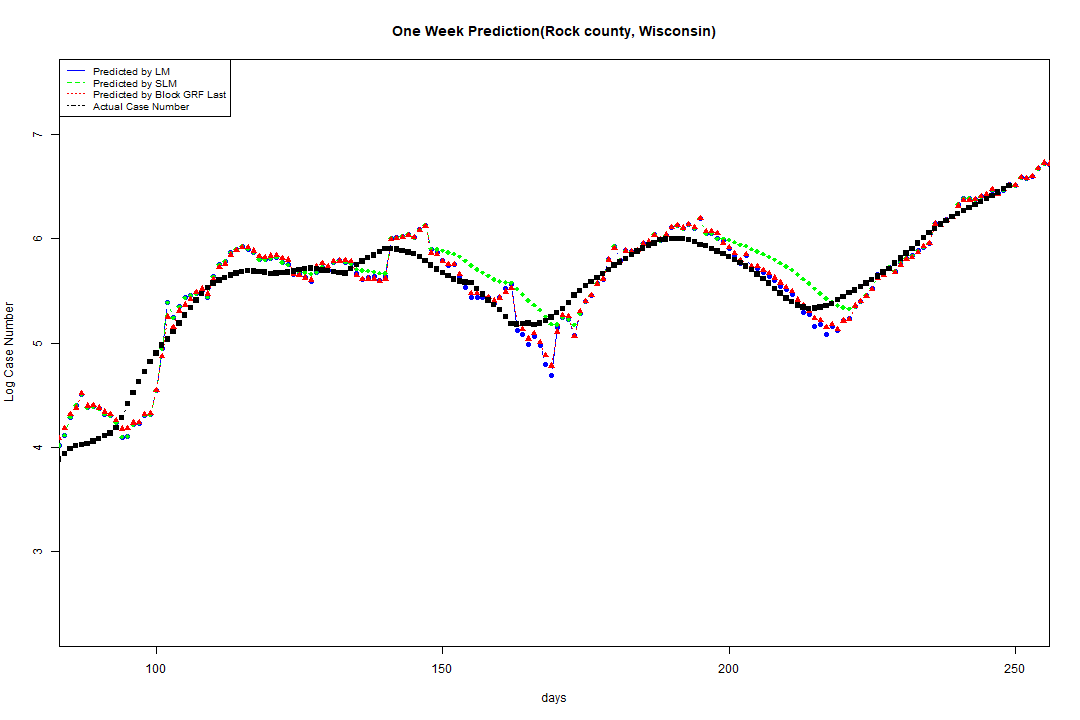 One Week Prediction(Rock county, Wisconsin)
Predicted by LM
Predicted by SLM
Predicted by Block GRF Last
Actual Case Number
7
6
5
4
3
Log Case Number
100 150 200 250
days